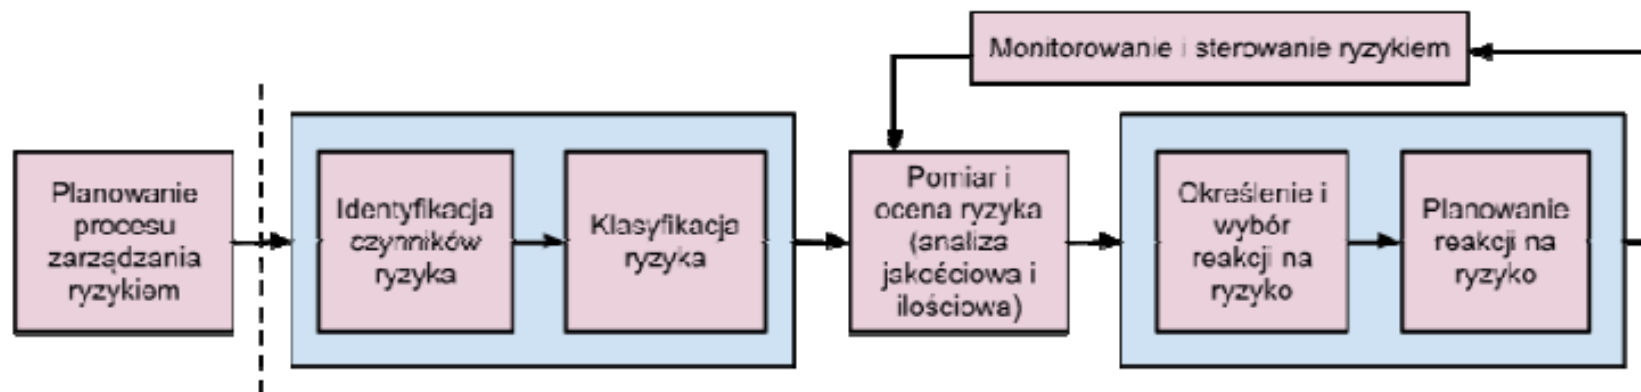 Monitorowanie i sterowanie ryzykiem
Planowanie
procesu
zarządzania
ryzykiem
Identyfikacja
czynników
ryzyka
Klasyfikacja
ryzyka
Pomiar i
ocena ryzyka
(analiza
jakościowa i
ilościowa)
Określenie i
wybór
reakcji na
ryzyko
Planowanie
reakcji na
ryzyko